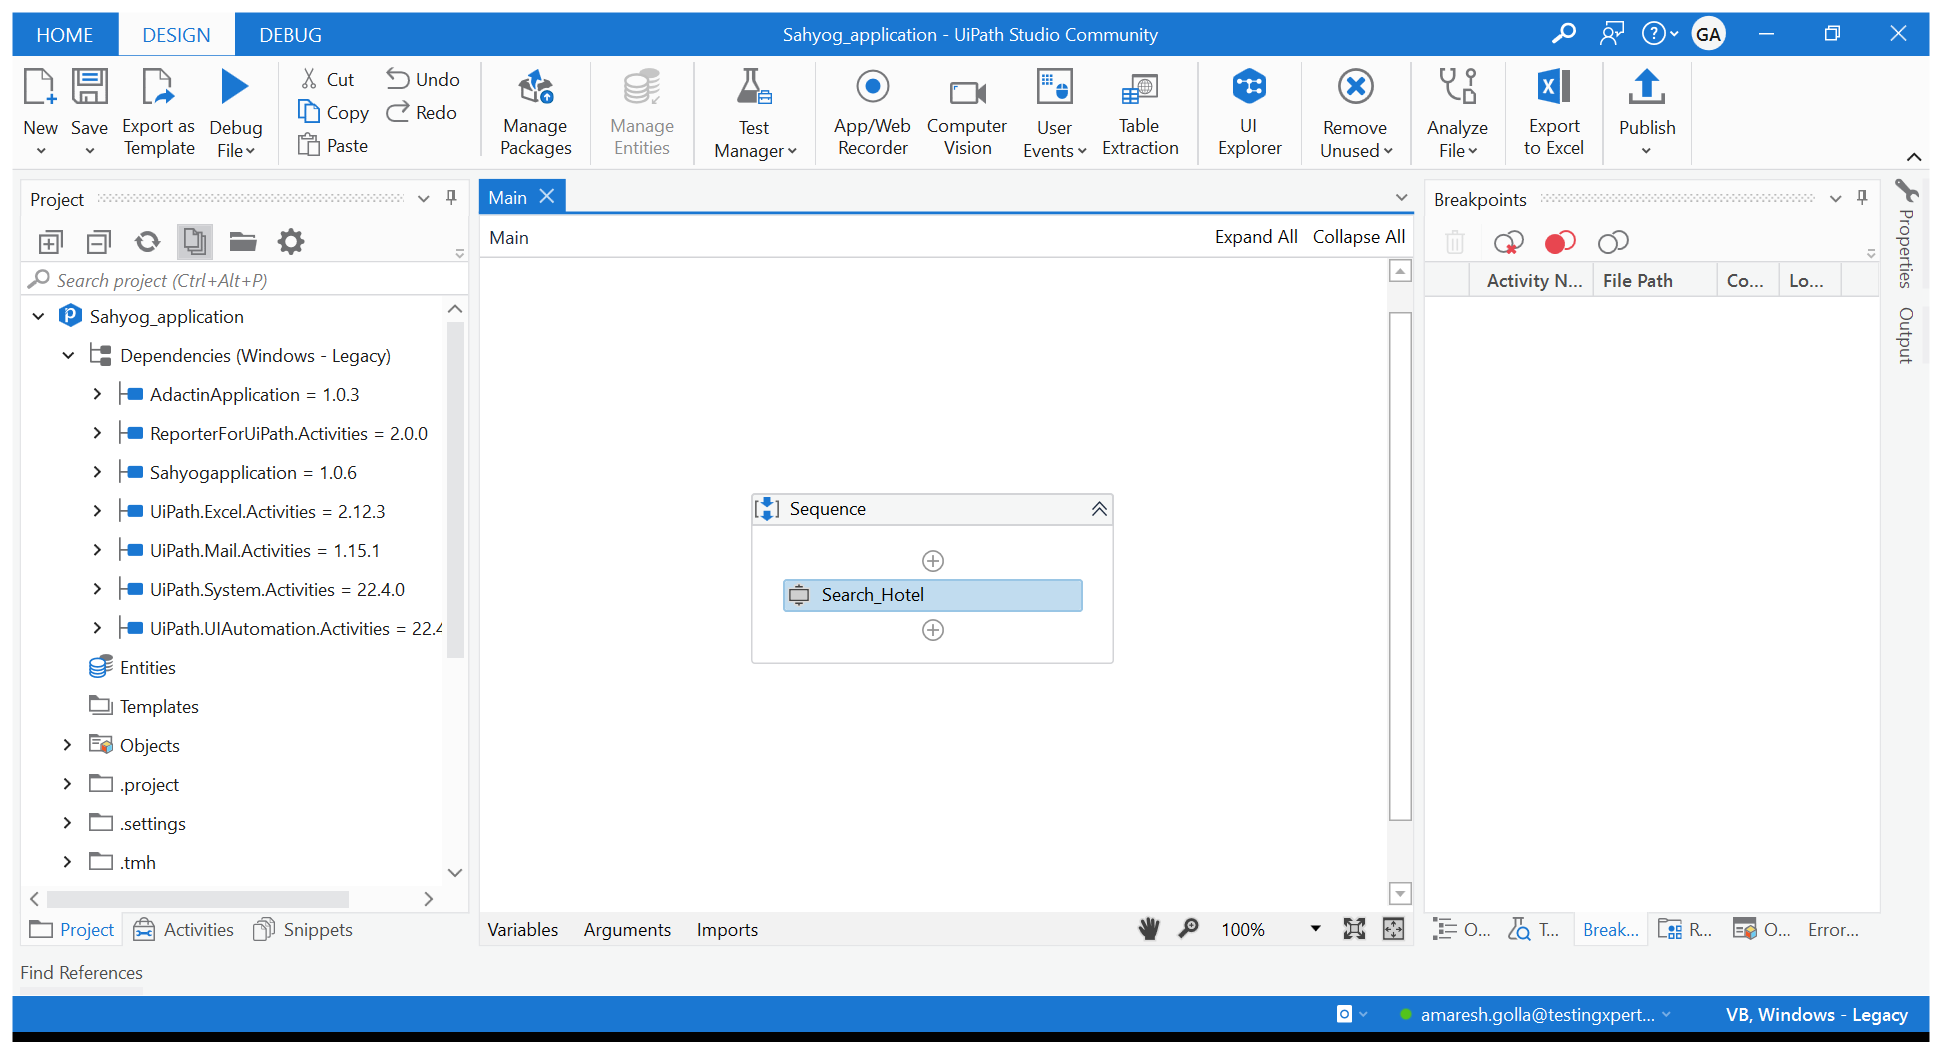 HOME DESIGN DEBUG Sahyog_application - UiPath Studio Community GA
New Save Export as Template Debug File Cut Copy Paste Undo Redo Manage Packages Manage Entities Test Manager App/Web Recorder Computer Vision User Events Table Extraction UI Explorer Remove Unused Analyze File Export to Excel Publish
Project
Search project (Ctrl+Alt+P)
Sahyog_application
Dependencies (Windows - Legacy)
AdactinApplication = 1.0.3
ReporterForUiPath.Activities = 2.0.0
Sahyogapplication = 1.0.6
UiPath.Excel.Activities = 2.12.3
UiPath.Mail.Activities = 1.15.1
UiPath.System.Activities = 22.4.0
UiPath.UIAutomation.Activities = 22.4
Entities
Templates
Objects
.project
.settings
.tmh
Project Activities Snippets
Main
Main Expand All Collapse All
Sequence
Search_Hotel
Variables Arguments Imports 100%
Breakpoints
Activity N... File Path Co... Lo...
O... T... Break... R... O... Error...
Properties
Output
Find References
amaresh.golla@testingxpert... VB, Windows - Legacy